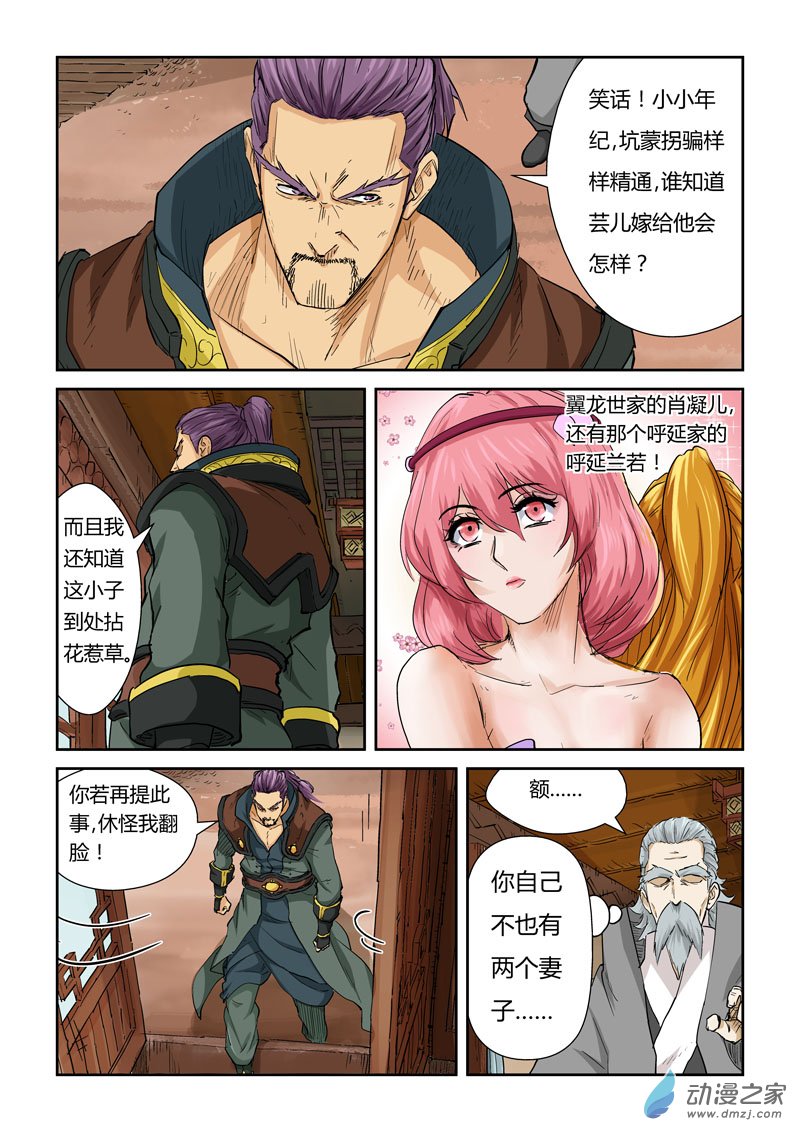 笑话！小小年
纪，坑蒙拐骗样
样精通，谁知道
芸儿嫁给他会
怎样？
而且我
还知道
这小子
到处拈
花惹草。
翼龙世家的肖凝儿，
还有那个呼延家的
呼延兰若！
你若再提此
事，休怪我翻
脸！
额……
你自己
不也有
两个妻
子……
动漫之家
www.dmzj.com